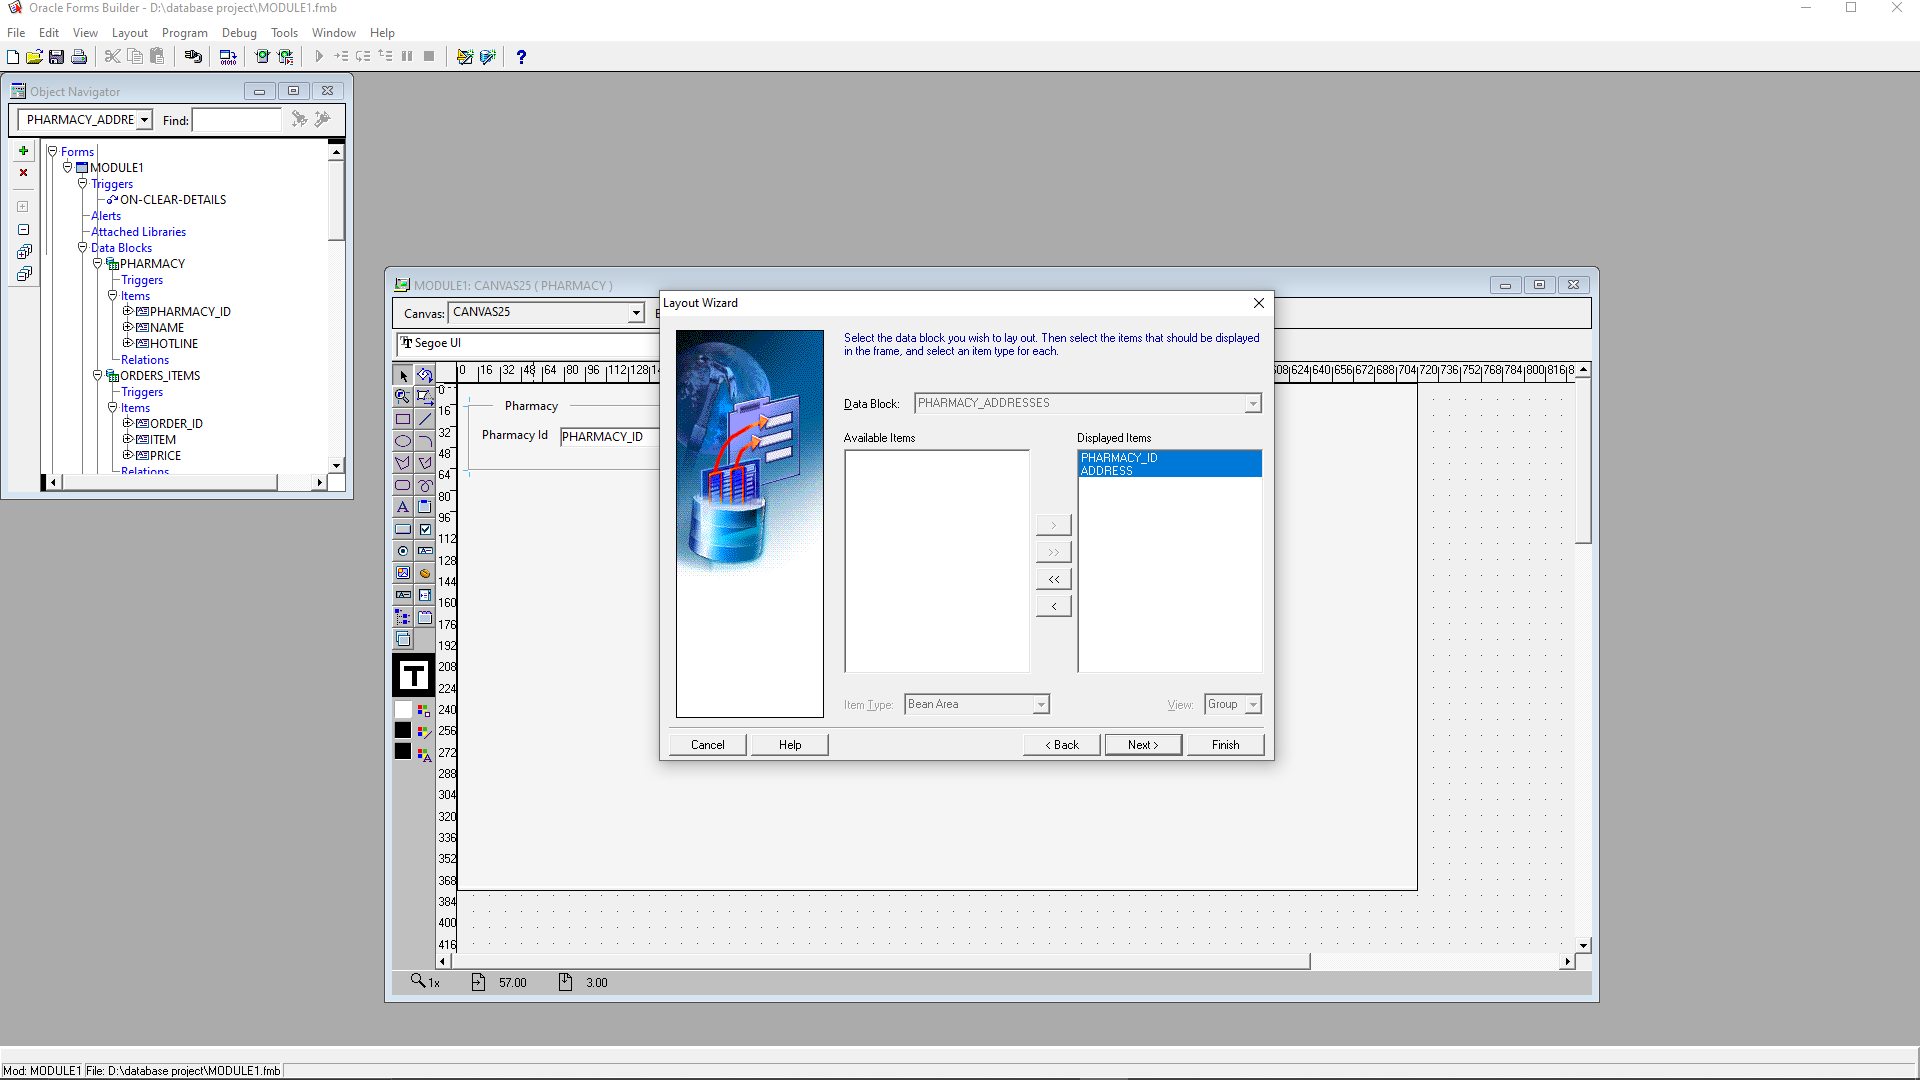 Oracle Forms Builder - D:\database project\MODULE1.fmb
File Edit View Layout Program Debug Tools Window Help
Object Navigator
PHARMACY_ADDRE Find:
Forms
MODULE1
Triggers
ON-CLEAR-DETAILS
Alerts
Attached Libraries
Data Blocks
PHARMACY
Triggers
Items
PHARMACY_ID
NAME
HOTLINE
Relations
ORDERS_ITEMS
Triggers
Items
ORDER_ID
ITEM
PRICE
Relations
MODULE1: CANVAS25 ( PHARMACY )
Canvas: CANVAS25
Segoe UI
0 16 32 48 64 80 96 112 128
624 640 656 672 688 704 720 736 752 768 784 800 816 8
0
16
32
48
64
80
96
112
128
144
160
176
192
208
224
240
256
272
288
304
320
336
352
368
384
400
416
Pharmacy
Pharmacy Id PHARMACY_ID
1x 57.00 3.00
Layout Wizard
Select the data block you wish to lay out. Then select the items that should be displayed
in the frame, and select an item type for each.
Data Block: PHARMACY_ADDRESSES
Available Items Displayed Items
PHARMACY_ID
ADDRESS
>
>>
<<
<
Item Type: Bean Area View: Group
Cancel Help < Back Next > Finish
Mod: MODULE1 File: D:\database project\MODULE1.fmb